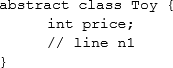 abstract class Toy {
int price;
// line n1
}